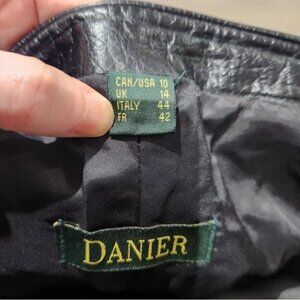 CAN/USA 10
UK 14
ITALY 44
FR 42
DANIER